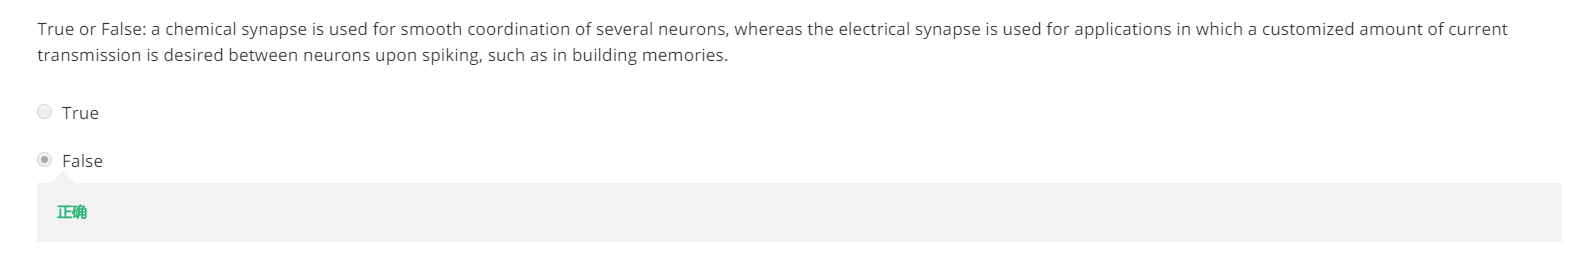 True or False: a chemical synapse is used for smooth coordination of several neurons, whereas the electrical synapse is used for applications in which a customized amount of current
transmission is desired between neurons upon spiking, such as in building memories.
True
False
正确